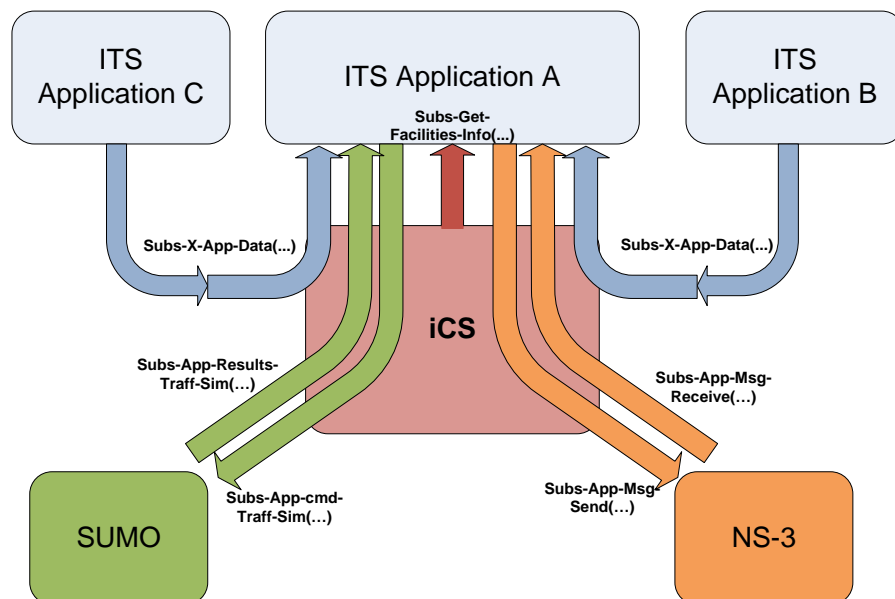 ITS
Application C
ITS Application A
ITS
Application B
Subs-Get-
Facilities-Info(...)
Subs-X-App-Data(...)
Subs-X-App-Data(...)
iCS
Subs-App-Results-
Traff-Sim(…)
Subs-App-Msg-
Receive(…)
Subs-App-cmd-
Traff-Sim(…)
Subs-App-Msg-
Send(…)
SUMO
NS-3